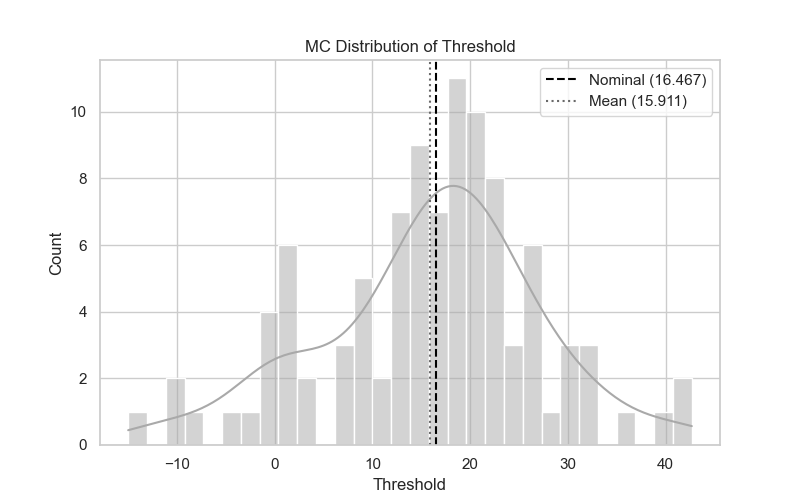 MC Distribution of Threshold
Nominal (16.467)
Mean (15.911)
Count
10
8
6
4
2
0
−10
0
10
20
30
40
Threshold